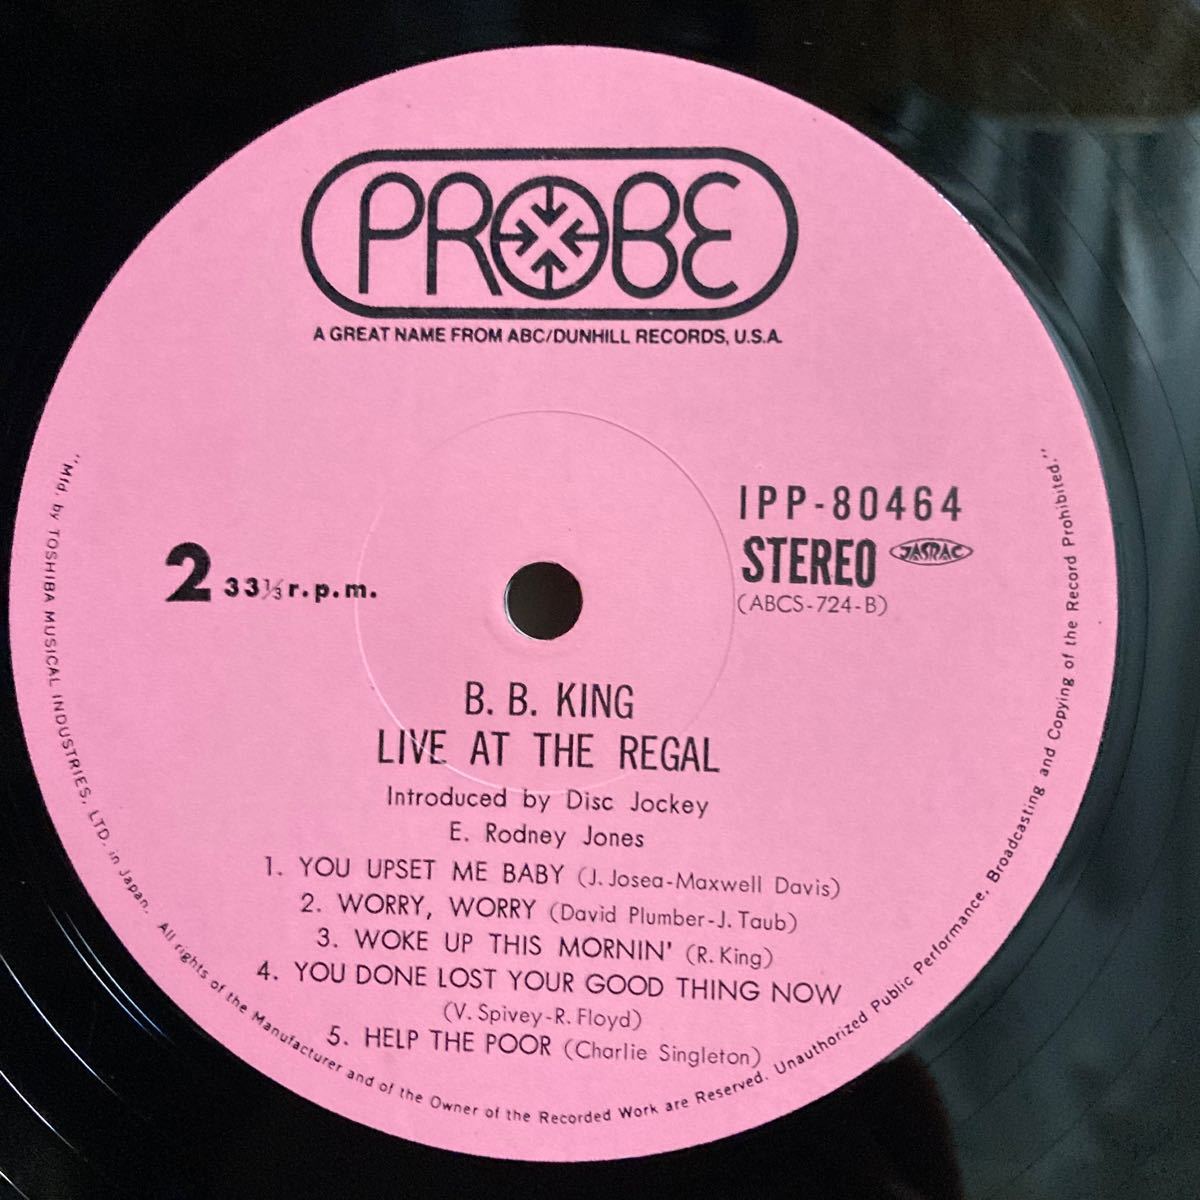 PROBE
A GREAT NAME FROM ABC/DUNHILL RECORDS, U.S.A.
IPP-80464
STEREO JASRAC
(ABCS-724-B)
2 33⅓ r.p.m.
B. B. KING
LIVE AT THE REGAL
Introduced by Disc Jockey
E. Rodney Jones
1. YOU UPSET ME BABY (J. Josea-Maxwell Davis)
2. WORRY, WORRY (David Plumber-J. Taub)
3. WOKE UP THIS MORNIN' (R. King)
4. YOU DONE LOST YOUR GOOD THING NOW
(V. Spivey-R. Floyd)
5. HELP THE POOR (Charlie Singleton)
"Mfd. by TOSHIBA MUSICAL INDUSTRIES, LTD. in Japan. All rights of the Manufacturer and of the Owner of the Recorded Work are Reserved. Unauthorized Public Performance, Broadcasting and Copying of the Record Prohibited."